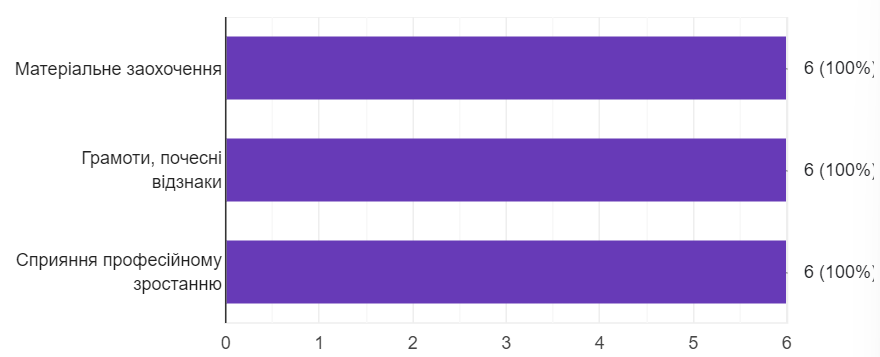 Матеріальне заохочення
6 (100%)
Грамоти, почесні
відзнаки
6 (100%)
Сприяння професійному
зростанню
6 (100%)
0 1 2 3 4 5 6